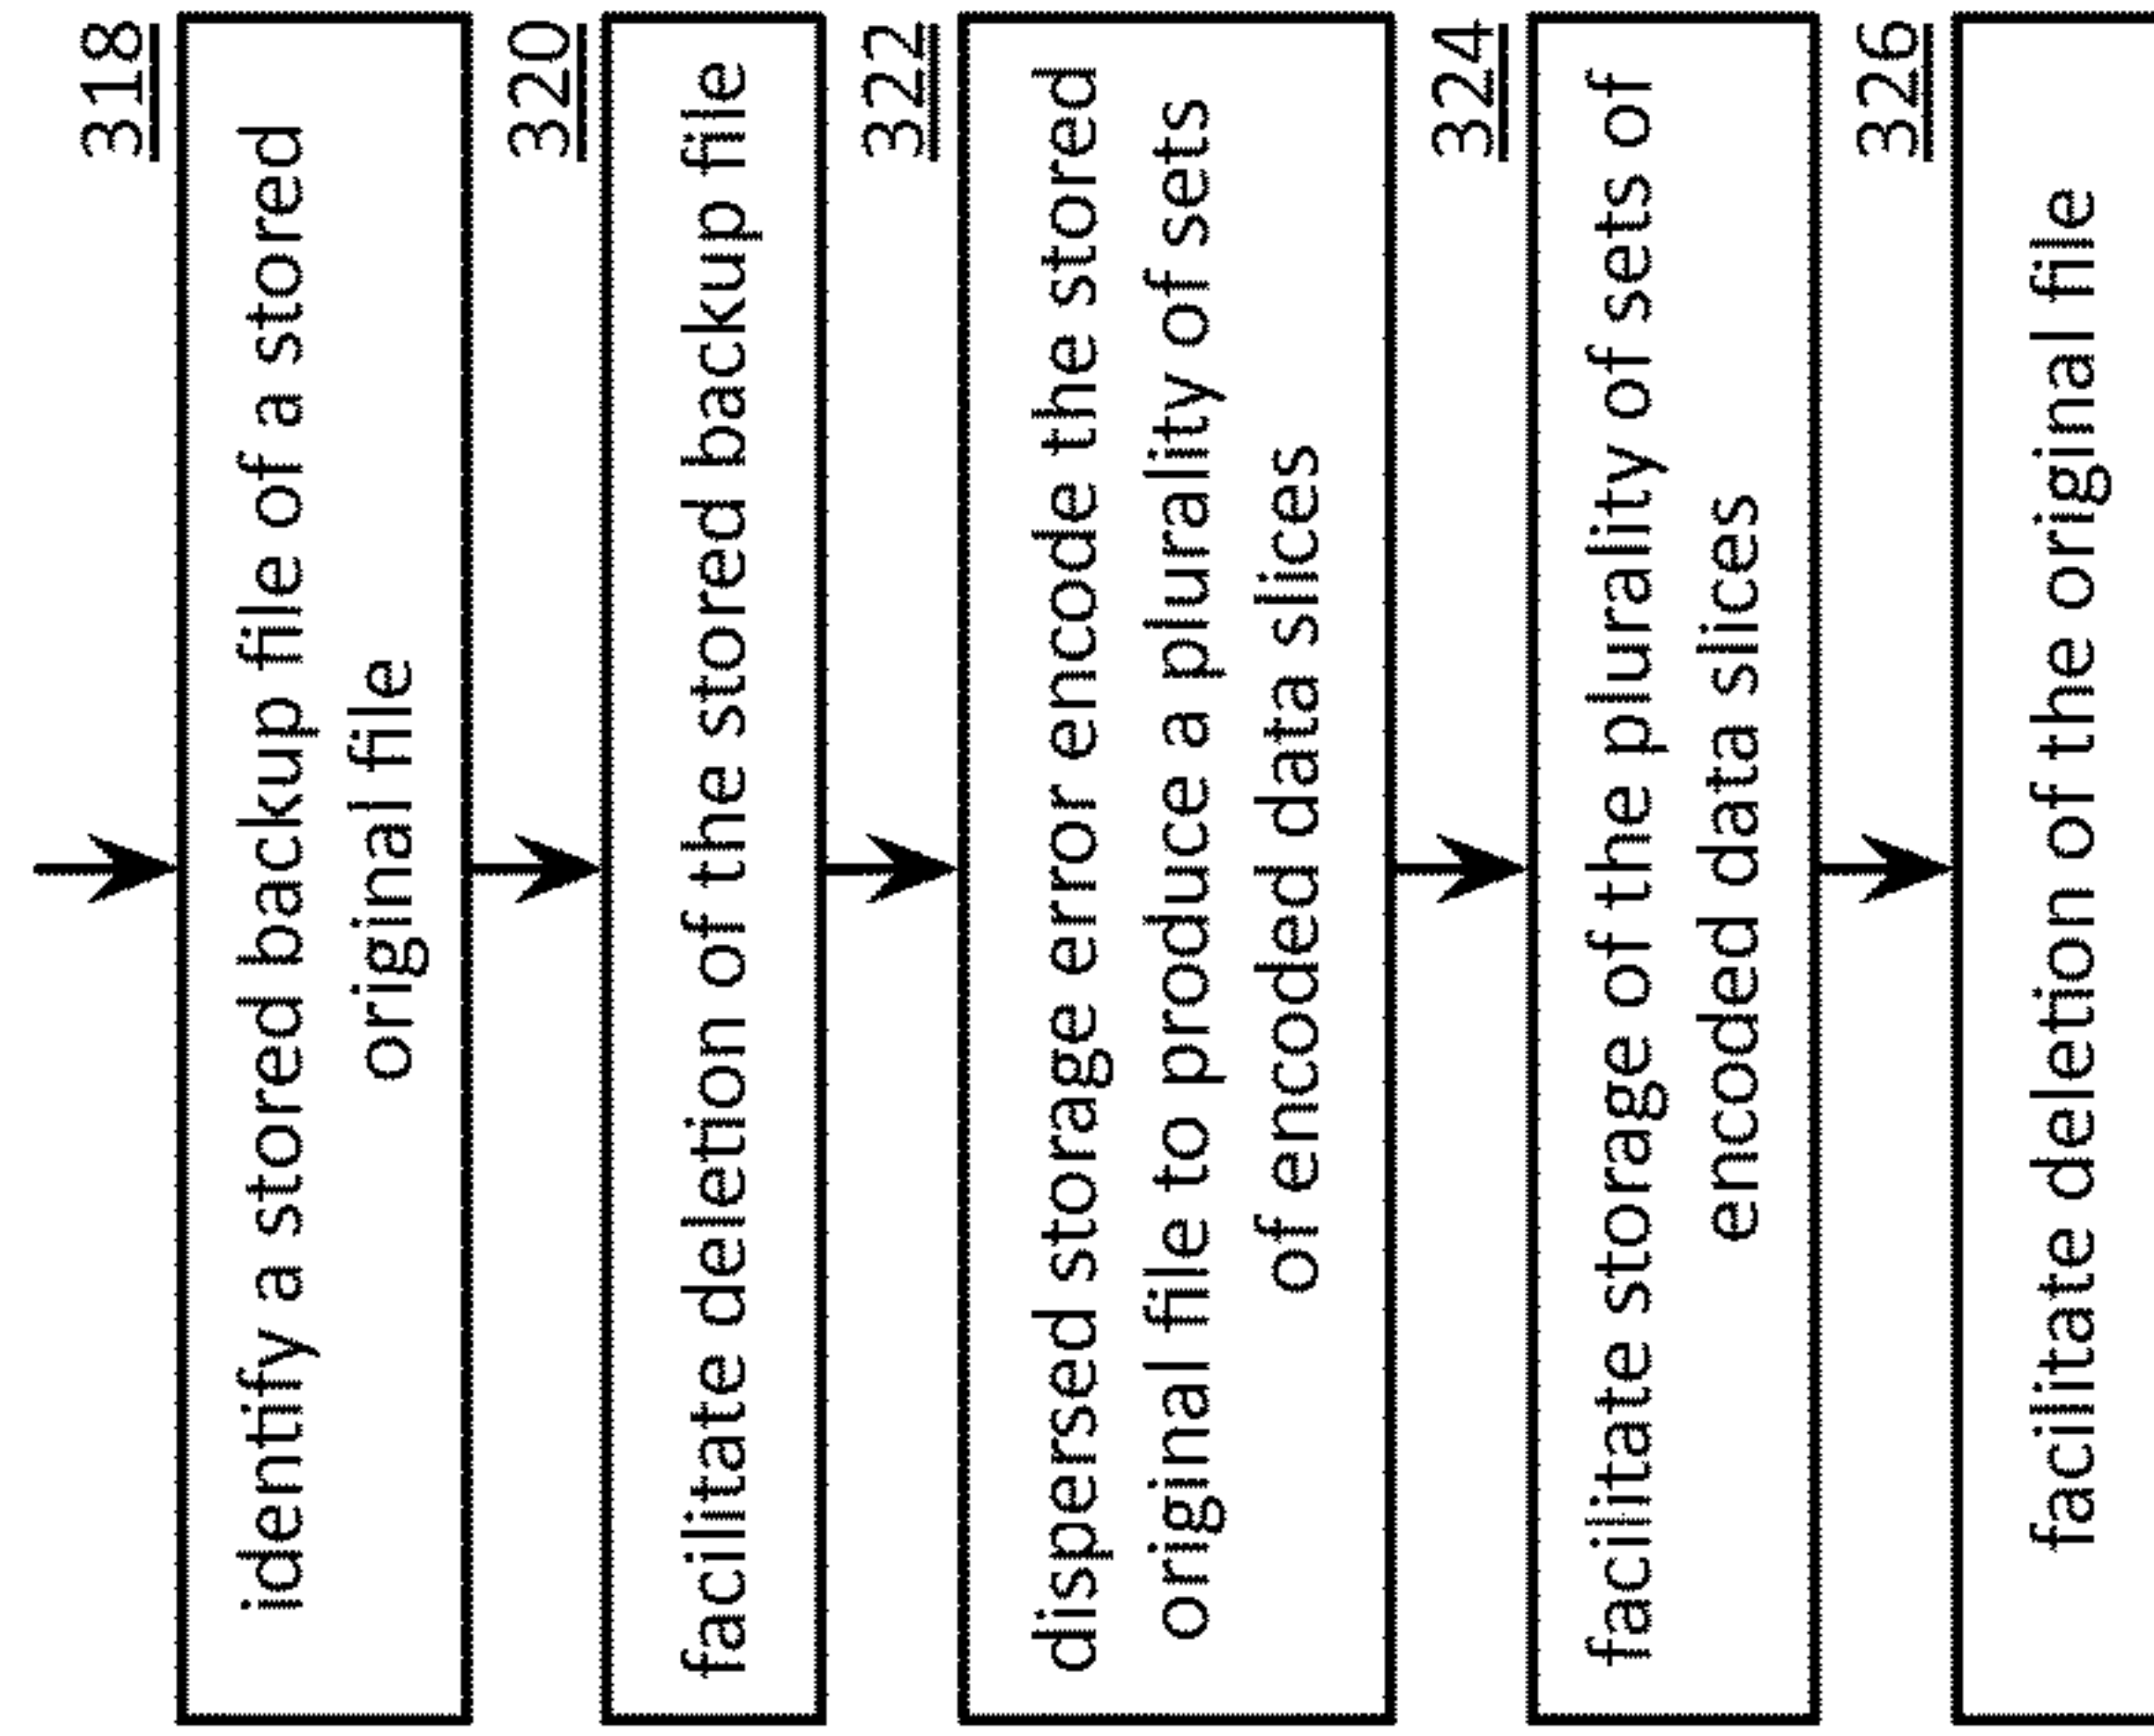 318
identify a stored backup file of a stored
original file
320
facilitate deletion of the stored backup file
322
dispersed storage error encode the stored
original file to produce a plurality of sets
of encoded data slices
324
facilitate storage of the plurality of sets of
encoded data slices
326
facilitate deletion of the original file